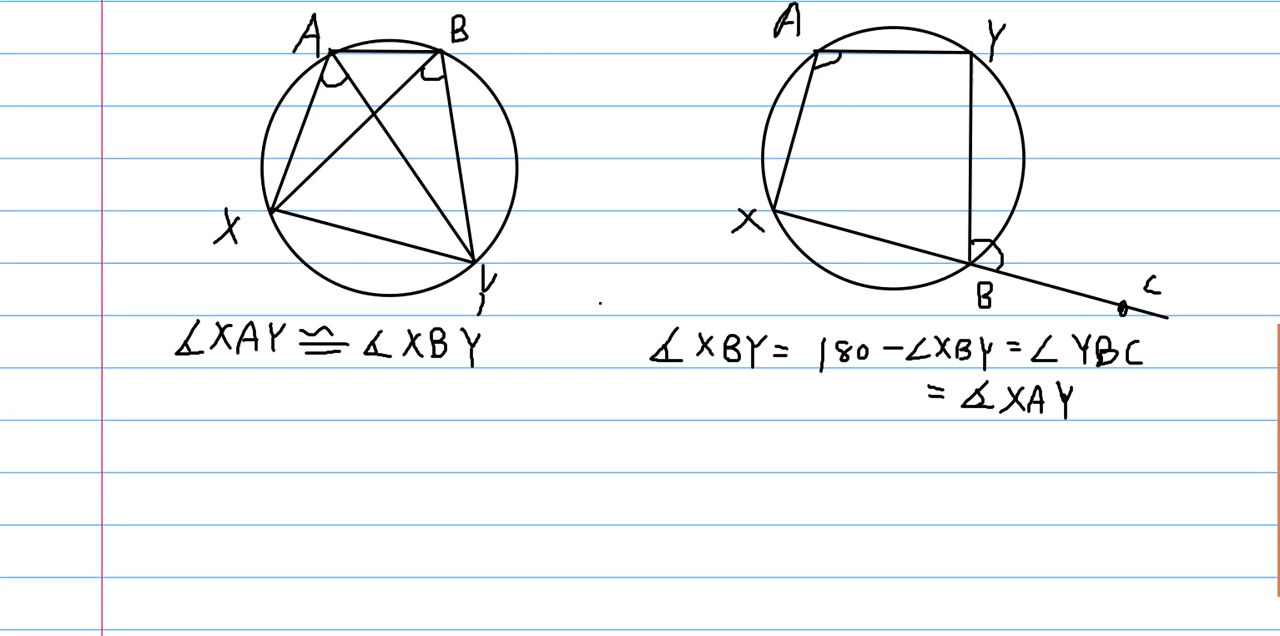 A B
X Y
∡XAY ≅ ∡XBY
A Y
X B C
∡XBY = 180 - ∠XBY = ∠YBC
= ∡XAY